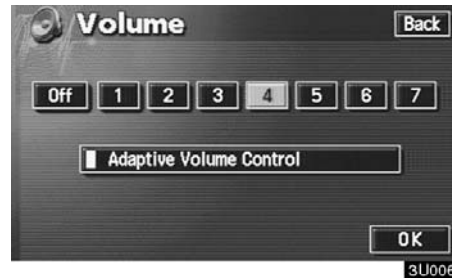 Volume Back
Off 1 2 3 4 5 6 7
Adaptive Volume Control
OK
3U006